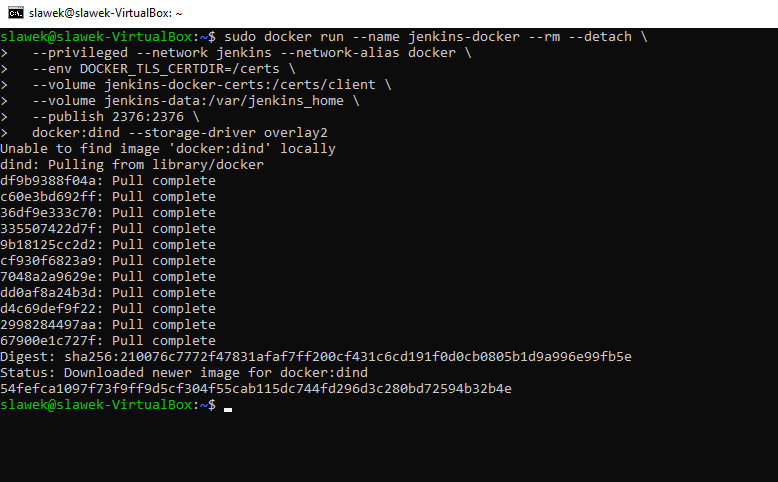 slawek@slawek-VirtualBox: ~
slawek@slawek-VirtualBox:~$ sudo docker run --name jenkins-docker --rm --detach \
>   --privileged --network jenkins --network-alias docker \
>   --env DOCKER_TLS_CERTDIR=/certs \
>   --volume jenkins-docker-certs:/certs/client \
>   --volume jenkins-data:/var/jenkins_home \
>   --publish 2376:2376 \
>   docker:dind --storage-driver overlay2
Unable to find image 'docker:dind' locally
dind: Pulling from library/docker
df9b9388f04a: Pull complete
c60e3bd692ff: Pull complete
36df9e333c70: Pull complete
335507422d7f: Pull complete
9b18125cc2d2: Pull complete
cf930f6823a9: Pull complete
7048a2a9629e: Pull complete
dd0af8a24b3d: Pull complete
d4c69def9f22: Pull complete
2998284497aa: Pull complete
67900e1c727f: Pull complete
Digest: sha256:210076c7772f47831afaf7ff200cf431c6cd191f0d0cb0805b1d9a996e99fb5e
Status: Downloaded newer image for docker:dind
54fefca1097f73f9ff9d5cf304f55cab115dc744fd296d3c280bd72594b32b4e
slawek@slawek-VirtualBox:~$